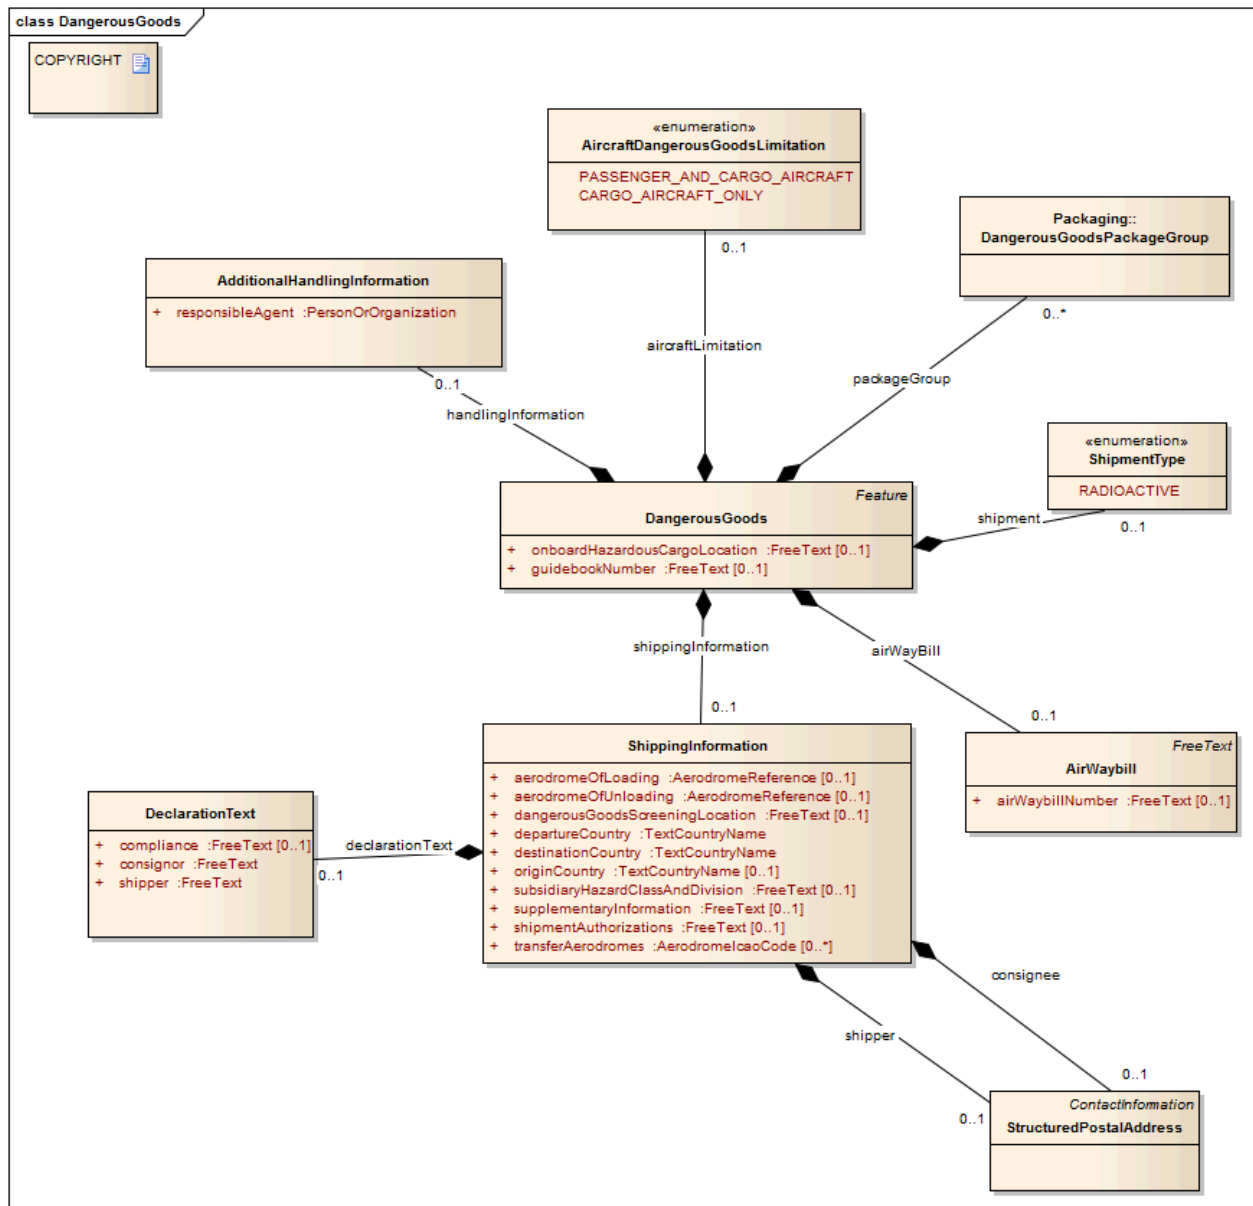 class DangerousGoods
COPYRIGHT
«enumeration»
AircraftDangerousGoodsLimitation
PASSENGER_AND_CARGO_AIRCRAFT
CARGO_AIRCRAFT_ONLY
0..1
Packaging::
DangerousGoodsPackageGroup
0..*
AdditionalHandlingInformation
+ responsibleAgent :PersonOrOrganization
0..1
aircraftLimitation
packageGroup
handlingInformation
«enumeration»
ShipmentType
RADIOACTIVE
0..1
shipment
Feature
DangerousGoods
+ onboardHazardousCargoLocation :FreeText [0..1]
+ guidebookNumber :FreeText [0..1]
shippingInformation
airWayBill
0..1
0..1
ShippingInformation
+ aerodromeOfLoading :AerodromeReference [0..1]
+ aerodromeOfUnloading :AerodromeReference [0..1]
+ dangerousGoodsScreeningLocation :FreeText [0..1]
+ departureCountry :TextCountryName
+ destinationCountry :TextCountryName
+ originCountry :TextCountryName [0..1]
+ subsidiaryHazardClassAndDivision :FreeText [0..1]
+ supplementaryInformation :FreeText [0..1]
+ shipmentAuthorizations :FreeText [0..1]
+ transferAerodromes :AerodromeIcaoCode [0..*]
FreeText
AirWaybill
+ airWaybillNumber :FreeText [0..1]
DeclarationText
+ compliance :FreeText [0..1]
+ consignor :FreeText
+ shipper :FreeText
declarationText
0..1
consignee
shipper
0..1
0..1
ContactInformation
StructuredPostalAddress